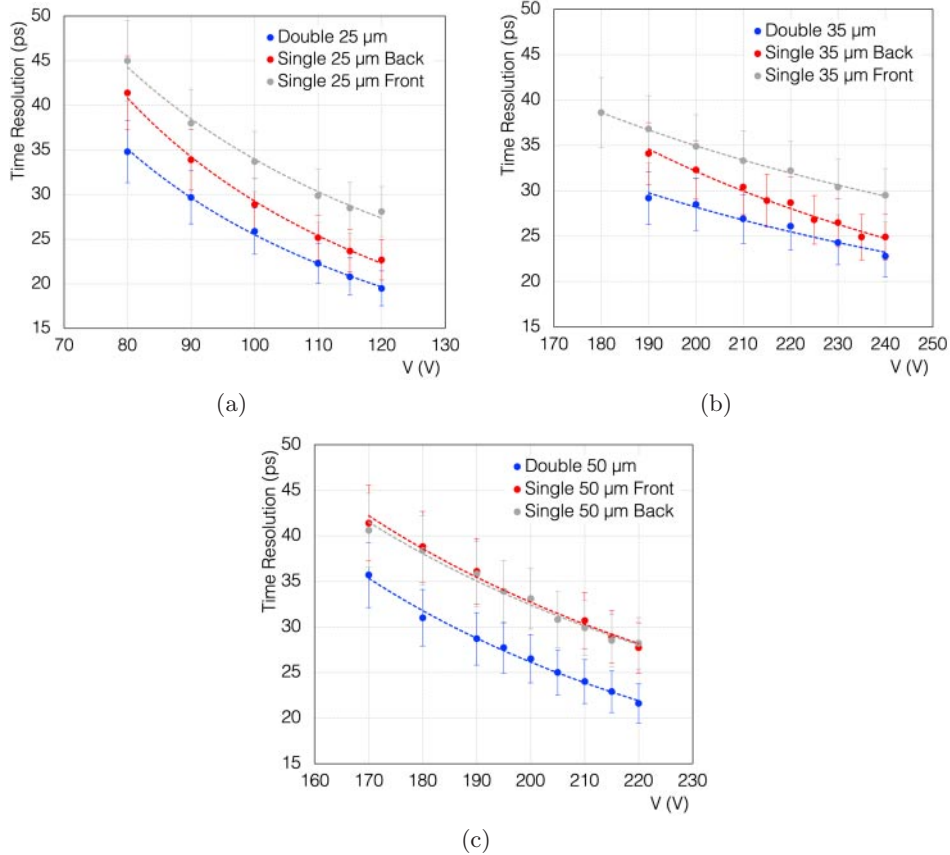 Time Resolution (ps)
50
45
40
35
30
25
20
15
Double 25 µm
Single 25 µm Back
Single 25 µm Front
70 80 90 100 110 120 130
V (V)
(a)
Time Resolution (ps)
50
45
40
35
30
25
20
15
Double 35 µm
Single 35 µm Back
Single 35 µm Front
170 180 190 200 210 220 230 240 250
V (V)
(b)
Time Resolution (ps)
50
45
40
35
30
25
20
15
Double 50 µm
Single 50 µm Front
Single 50 µm Back
160 170 180 190 200 210 220 230
V (V)
(c)